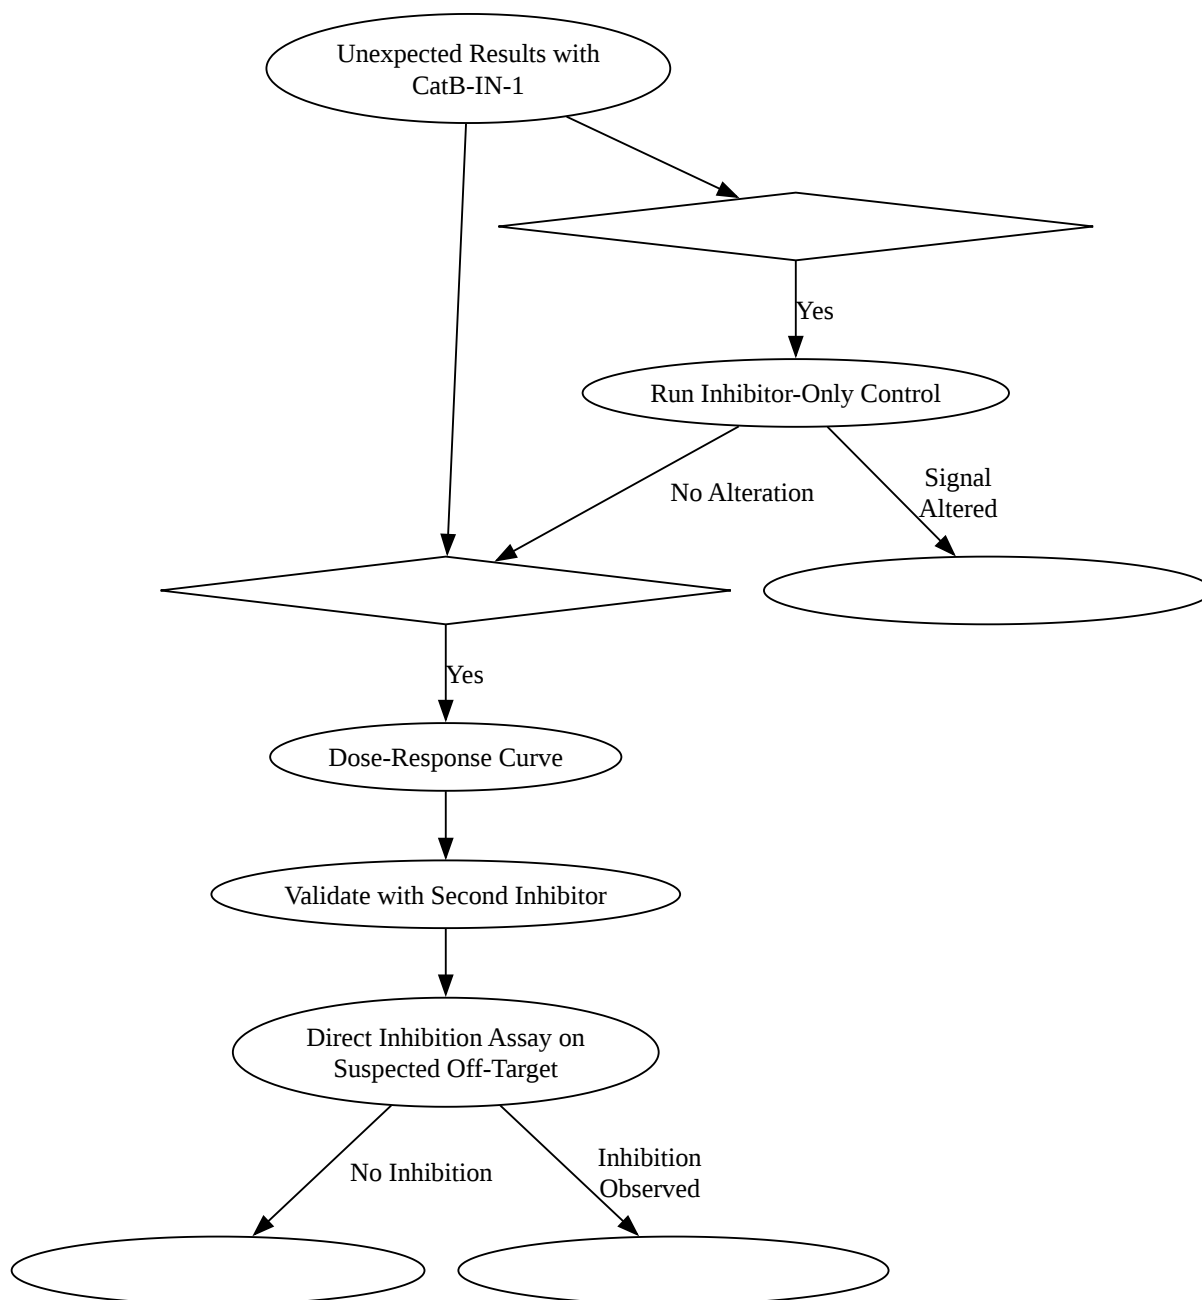 Unexpected Results with
CatB-IN-1
Yes
Run Inhibitor-Only Control
No Alteration
Signal
Altered
Yes
Dose-Response Curve
Validate with Second Inhibitor
Direct Inhibition Assay on
Suspected Off-Target
No Inhibition
Inhibition
Observed